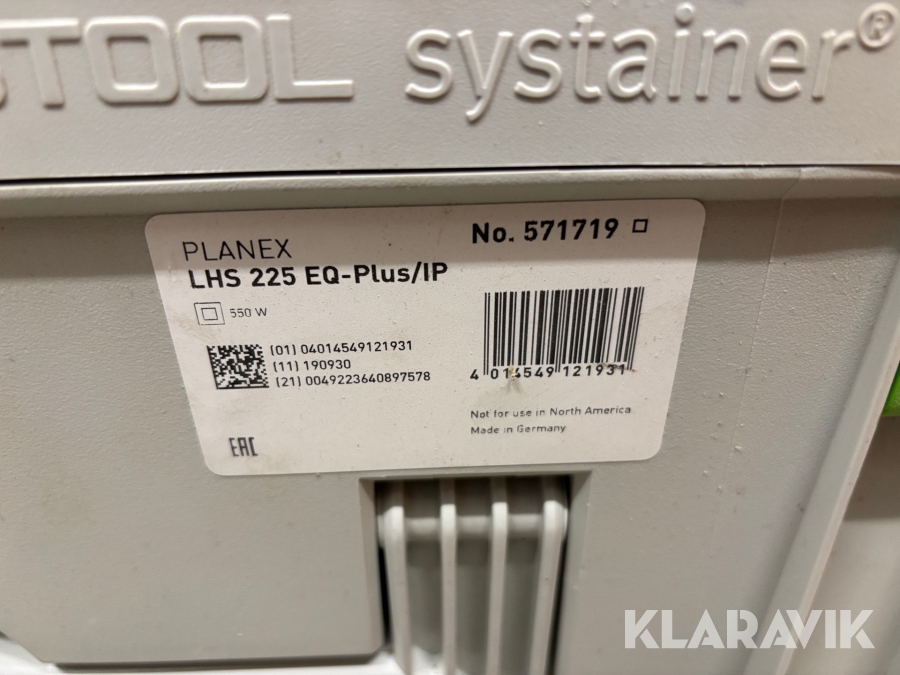 STOOL systainer®
PLANEX
LHS 225 EQ-Plus/IP
No. 571719
550 W
(01) 04014549121931
(11) 190930
(21) 0049223640897578
4 014549 121931
Not for use in North America
Made in Germany
EAC
KLARAVIK